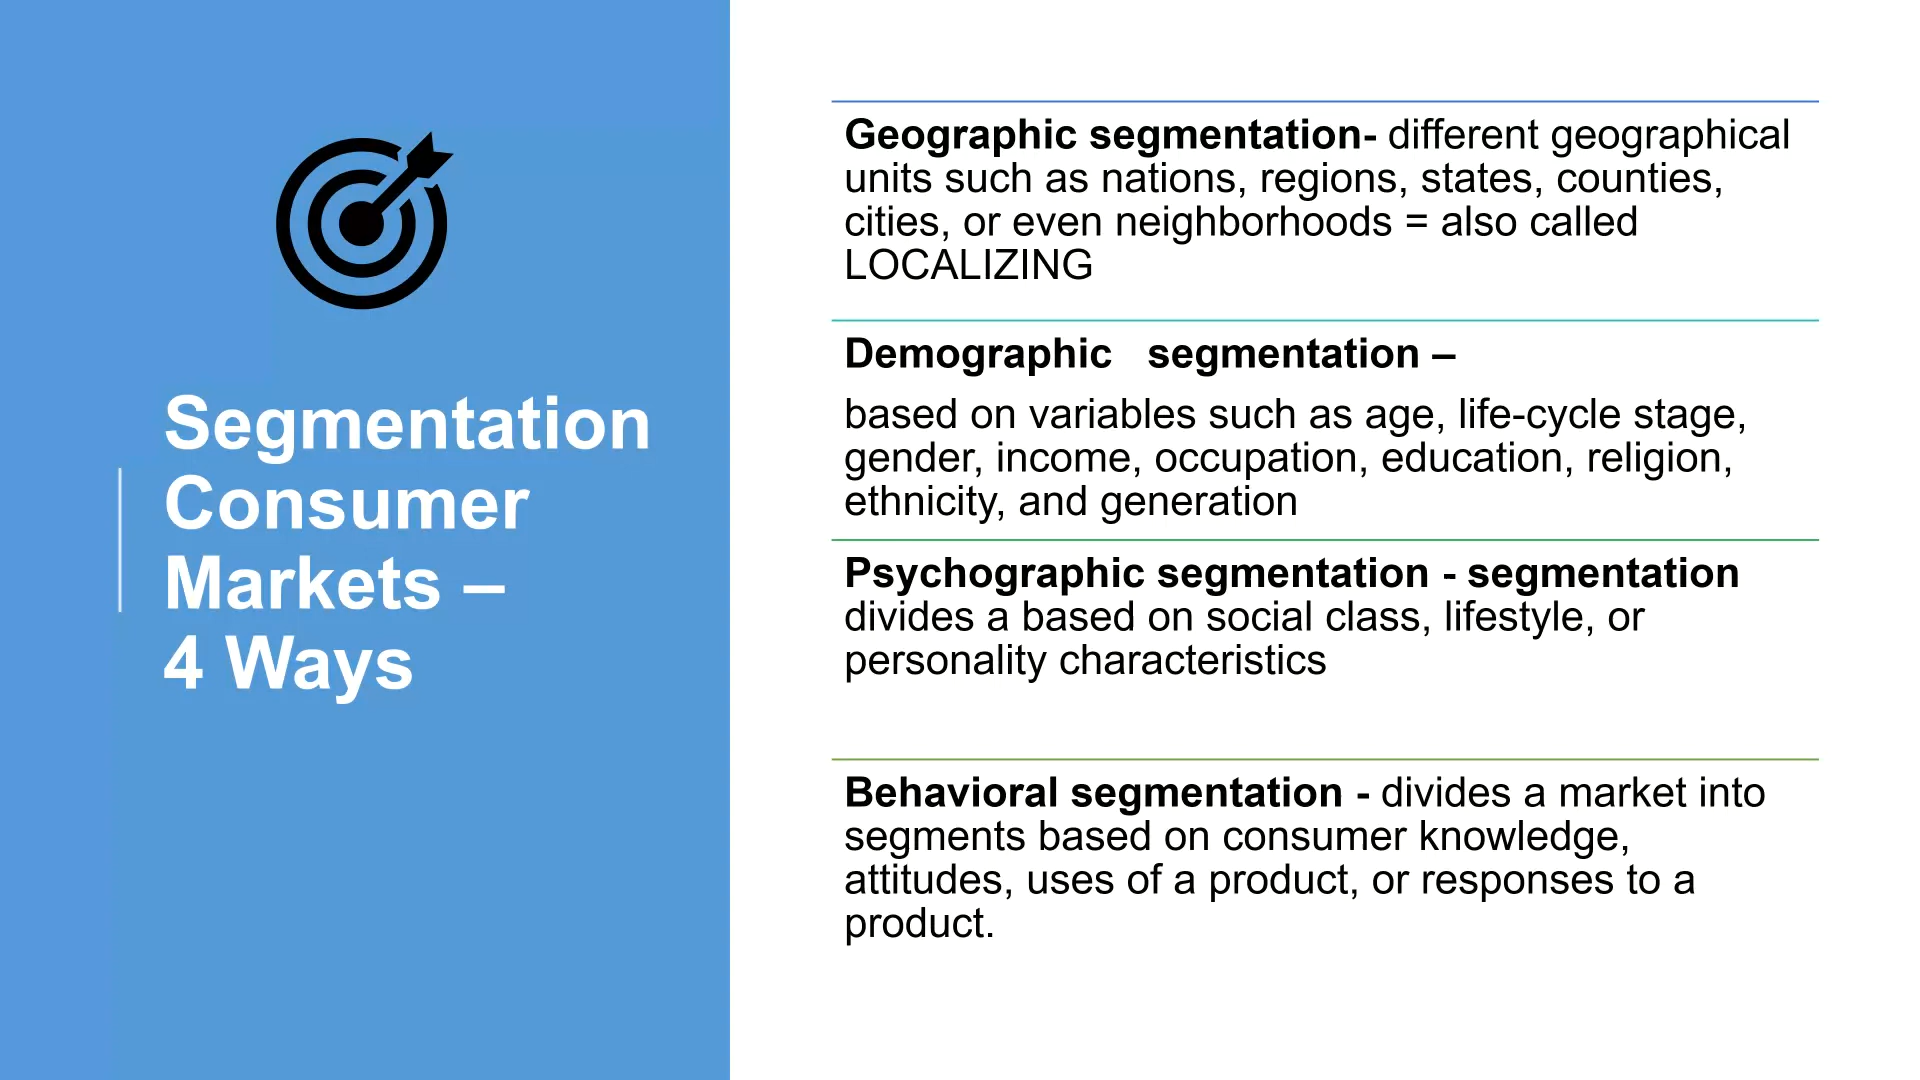 Segmentation
Consumer
Markets –
4 Ways
Geographic segmentation- different geographical
units such as nations, regions, states, counties,
cities, or even neighborhoods = also called
LOCALIZING
Demographic   segmentation –
based on variables such as age, life-cycle stage,
gender, income, occupation, education, religion,
ethnicity, and generation
Psychographic segmentation - segmentation
divides a based on social class, lifestyle, or
personality characteristics
Behavioral segmentation - divides a market into
segments based on consumer knowledge,
attitudes, uses of a product, or responses to a
product.